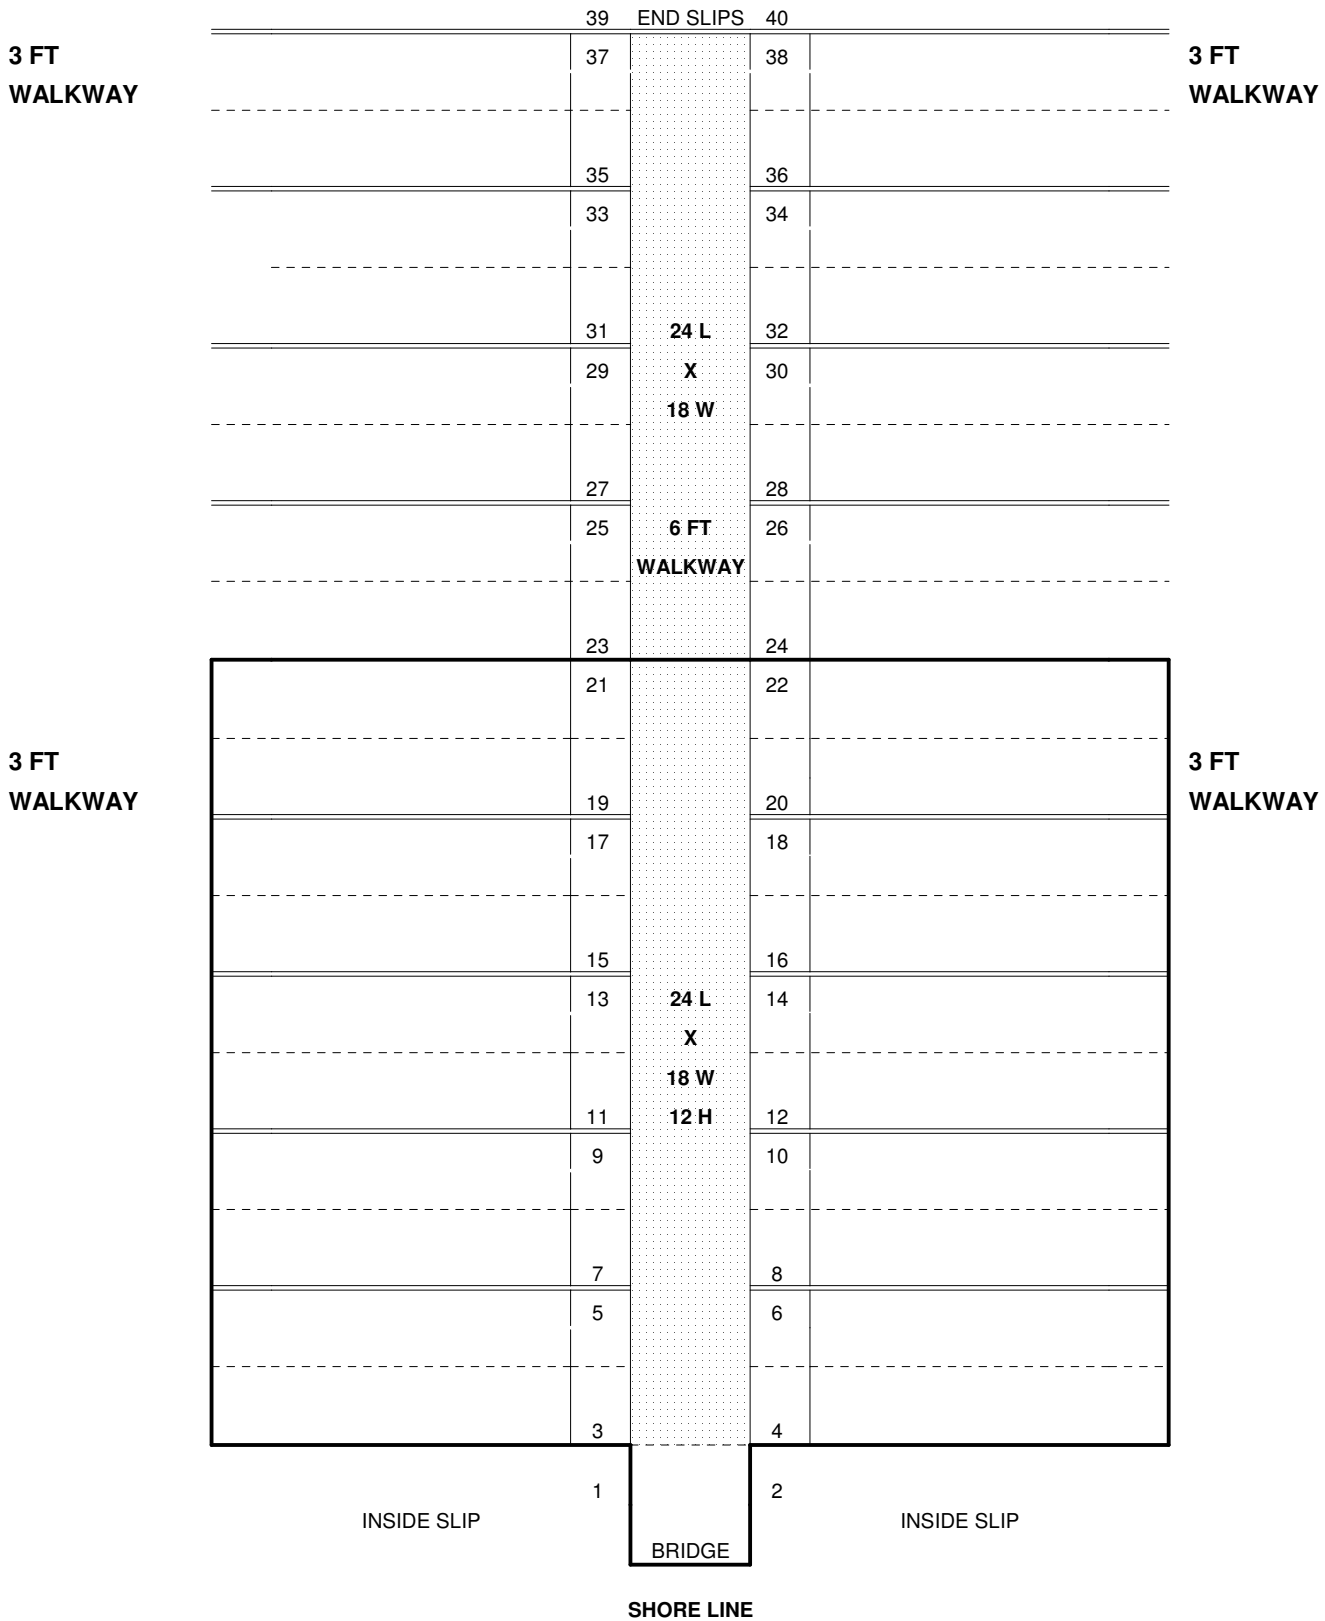 39 END SLIPS 40
3 FT 37 38 3 FT
WALKWAY WALKWAY
35 36
33 34
31 24 L 32
29 X 30
18 W
27 28
25 6 FT 26
WALKWAY
23 24
21 22
3 FT 3 FT
WALKWAY 19 20 WALKWAY
17 18
15 16
13 24 L 14
X
18 W
11 12 H 12
9 10
7 8
5 6
3 4
1 2
INSIDE SLIP INSIDE SLIP
BRIDGE
SHORE LINE